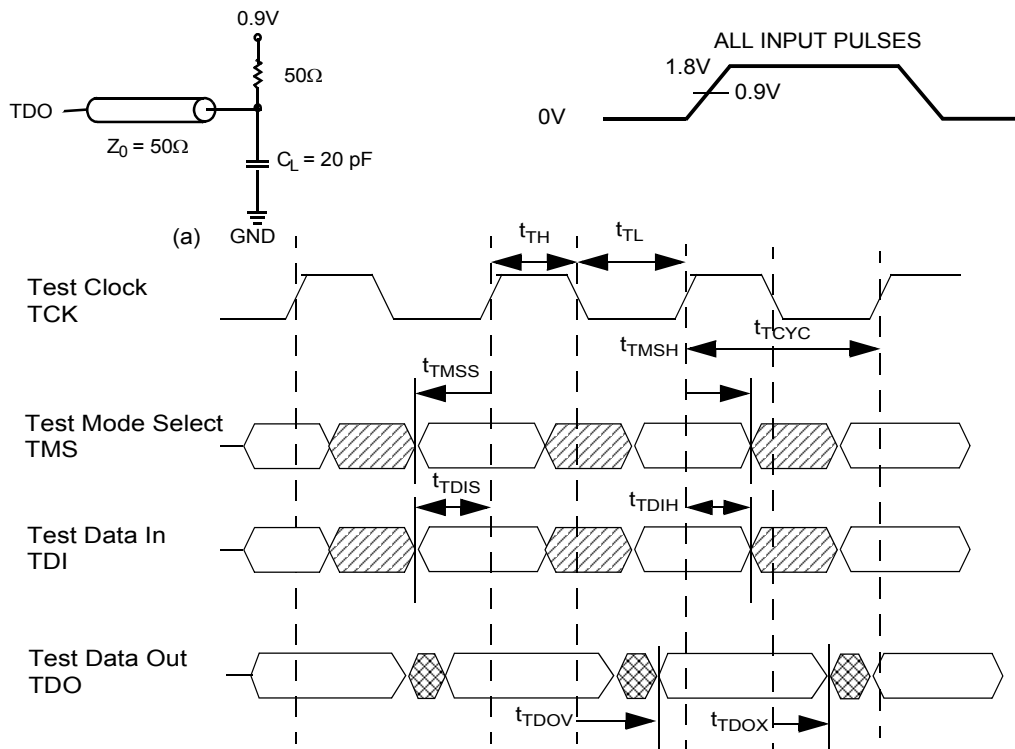 0.9V
50Ω
TDO
Z0 = 50Ω
CL = 20 pF
(a) GND
ALL INPUT PULSES
1.8V
0.9V
0V
tTH
tTL
Test Clock
TCK
tTMSH
tTCYC
tTMSS
Test Mode Select
TMS
tTDIS
tTDIH
Test Data In
TDI
Test Data Out
TDO
tTDOV
tTDOX